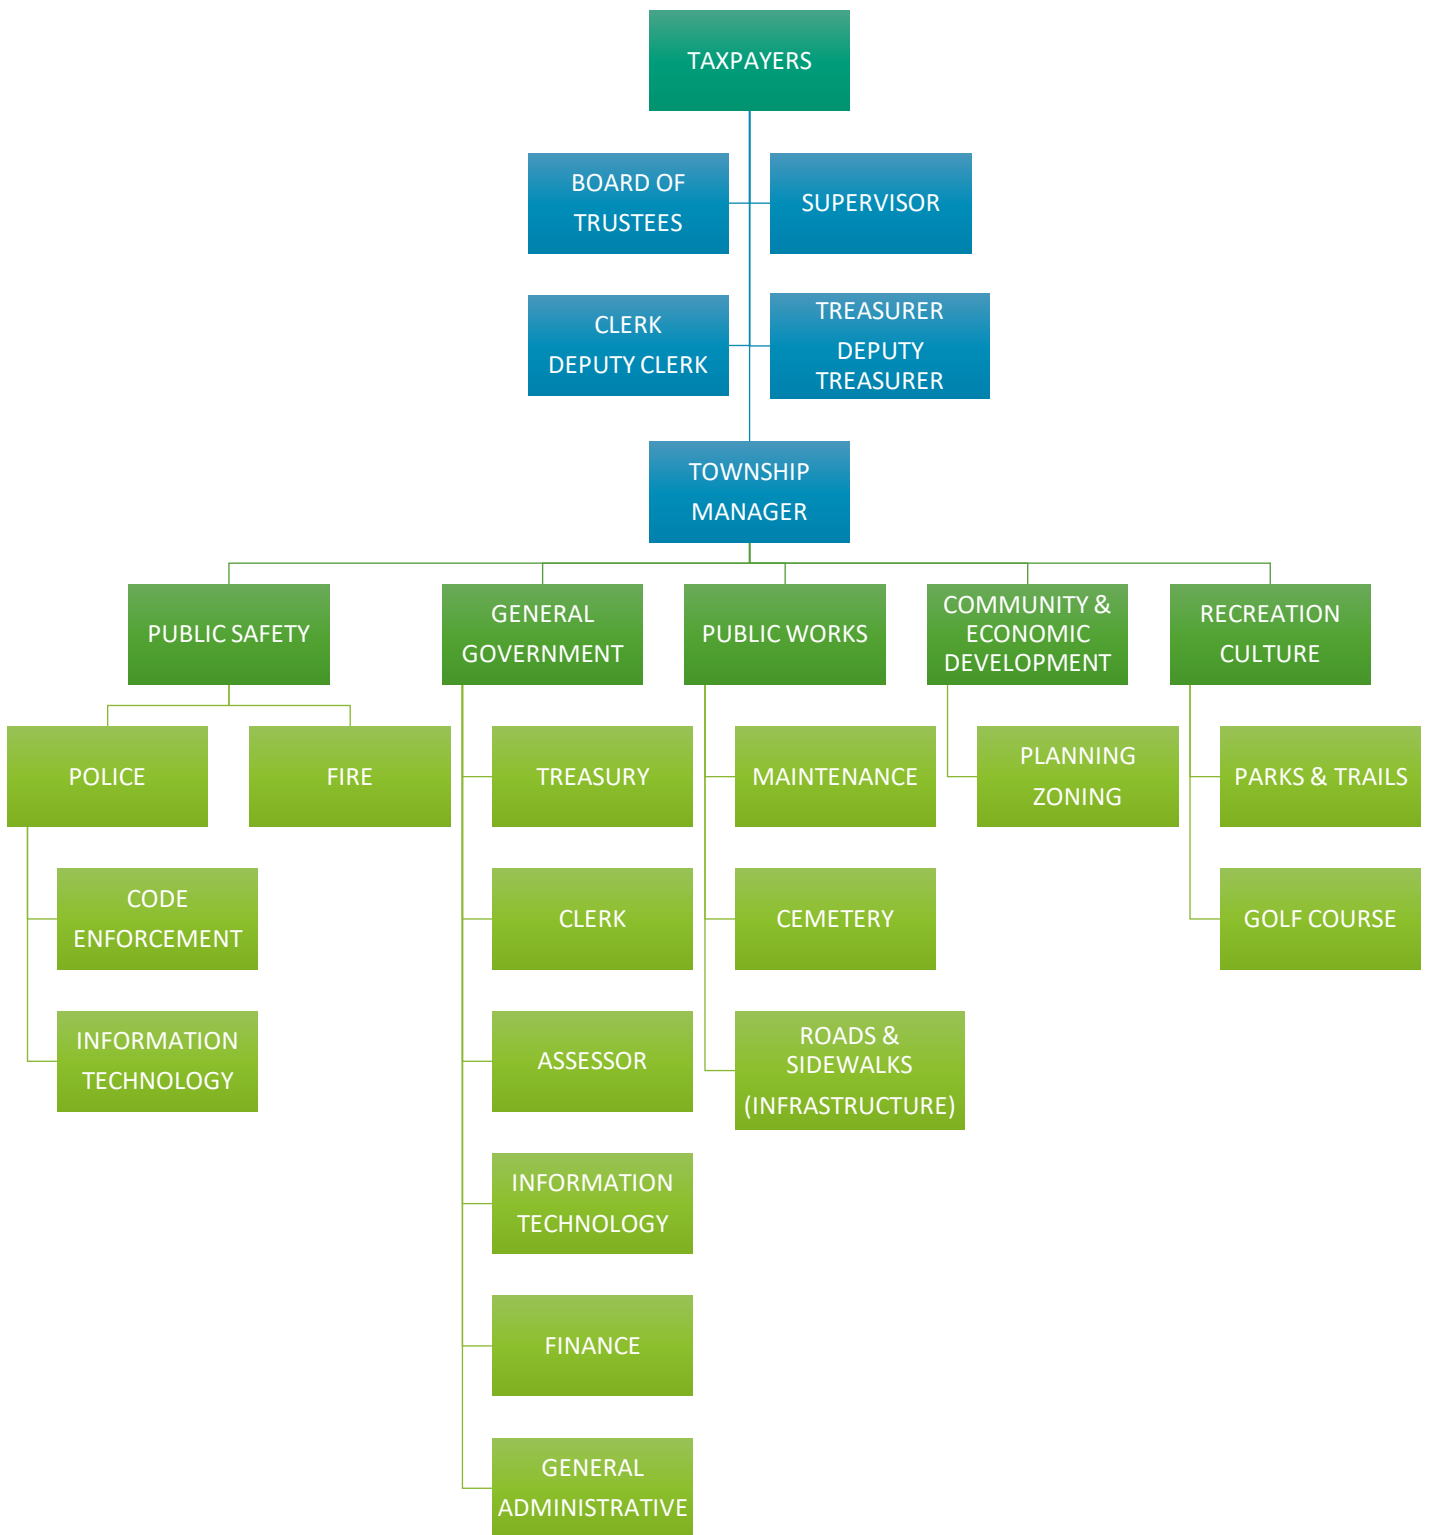 TAXPAYERS
BOARD OF
TRUSTEES
SUPERVISOR
CLERK
DEPUTY CLERK
TREASURER
DEPUTY
TREASURER
TOWNSHIP
MANAGER
PUBLIC SAFETY
GENERAL
GOVERNMENT
PUBLIC WORKS
COMMUNITY &
ECONOMIC
DEVELOPMENT
RECREATION
CULTURE
POLICE
FIRE
TREASURY
MAINTENANCE
PLANNING
ZONING
PARKS & TRAILS
CODE
ENFORCEMENT
CLERK
CEMETERY
GOLF COURSE
INFORMATION
TECHNOLOGY
ASSESSOR
ROADS &
SIDEWALKS
(INFRASTRUCTURE)
INFORMATION
TECHNOLOGY
FINANCE
GENERAL
ADMINISTRATIVE